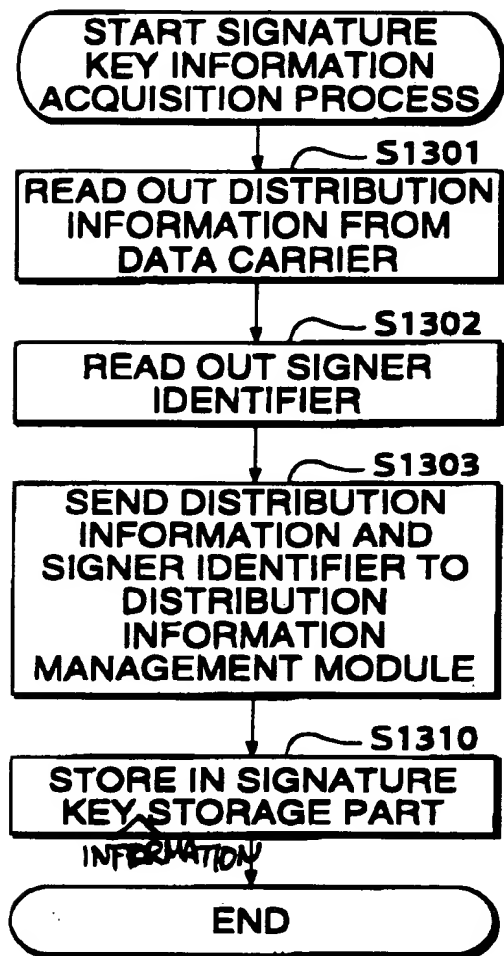 START SIGNATURE
KEY INFORMATION
ACQUISITION PROCESS
S1301
READ OUT DISTRIBUTION
INFORMATION FROM
DATA CARRIER
S1302
READ OUT SIGNER
IDENTIFIER
S1303
SEND DISTRIBUTION
INFORMATION AND
SIGNER IDENTIFIER TO
DISTRIBUTION
INFORMATION
MANAGEMENT MODULE
S1310
STORE IN SIGNATURE
KEY STORAGE PART
INFORMATION
END